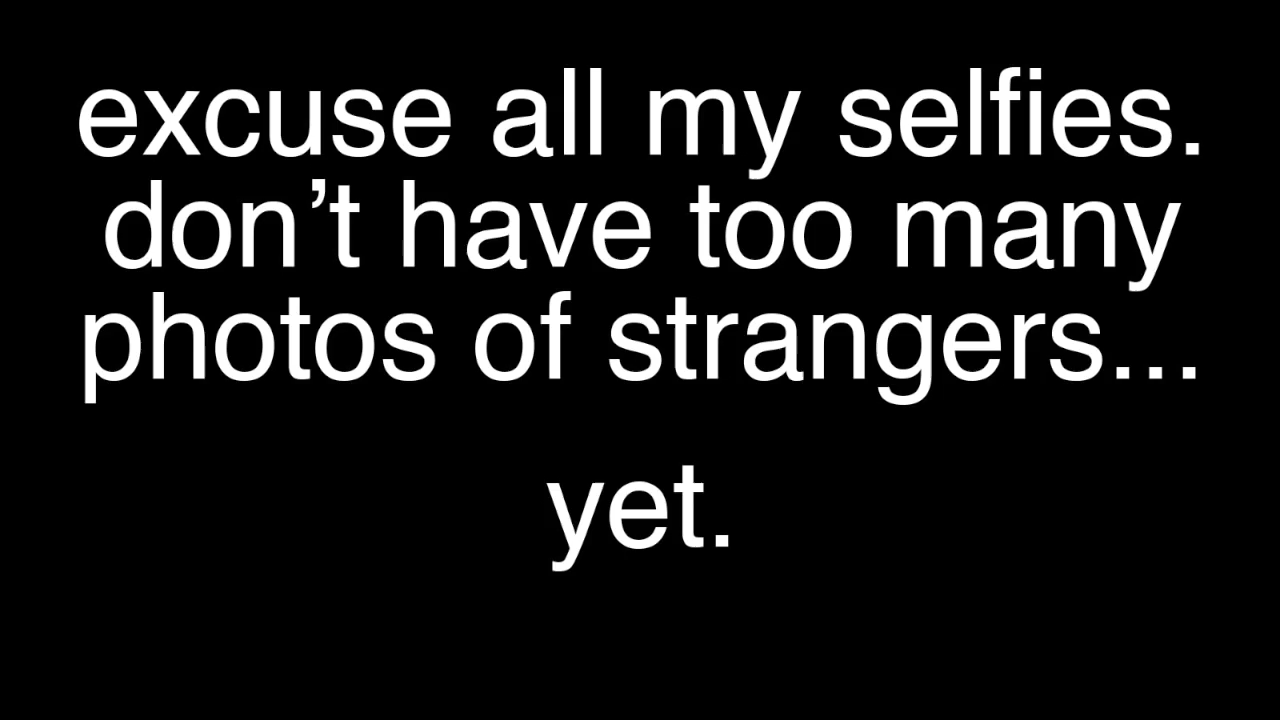 excuse all my selfies.
don’t have too many
photos of strangers...
yet.